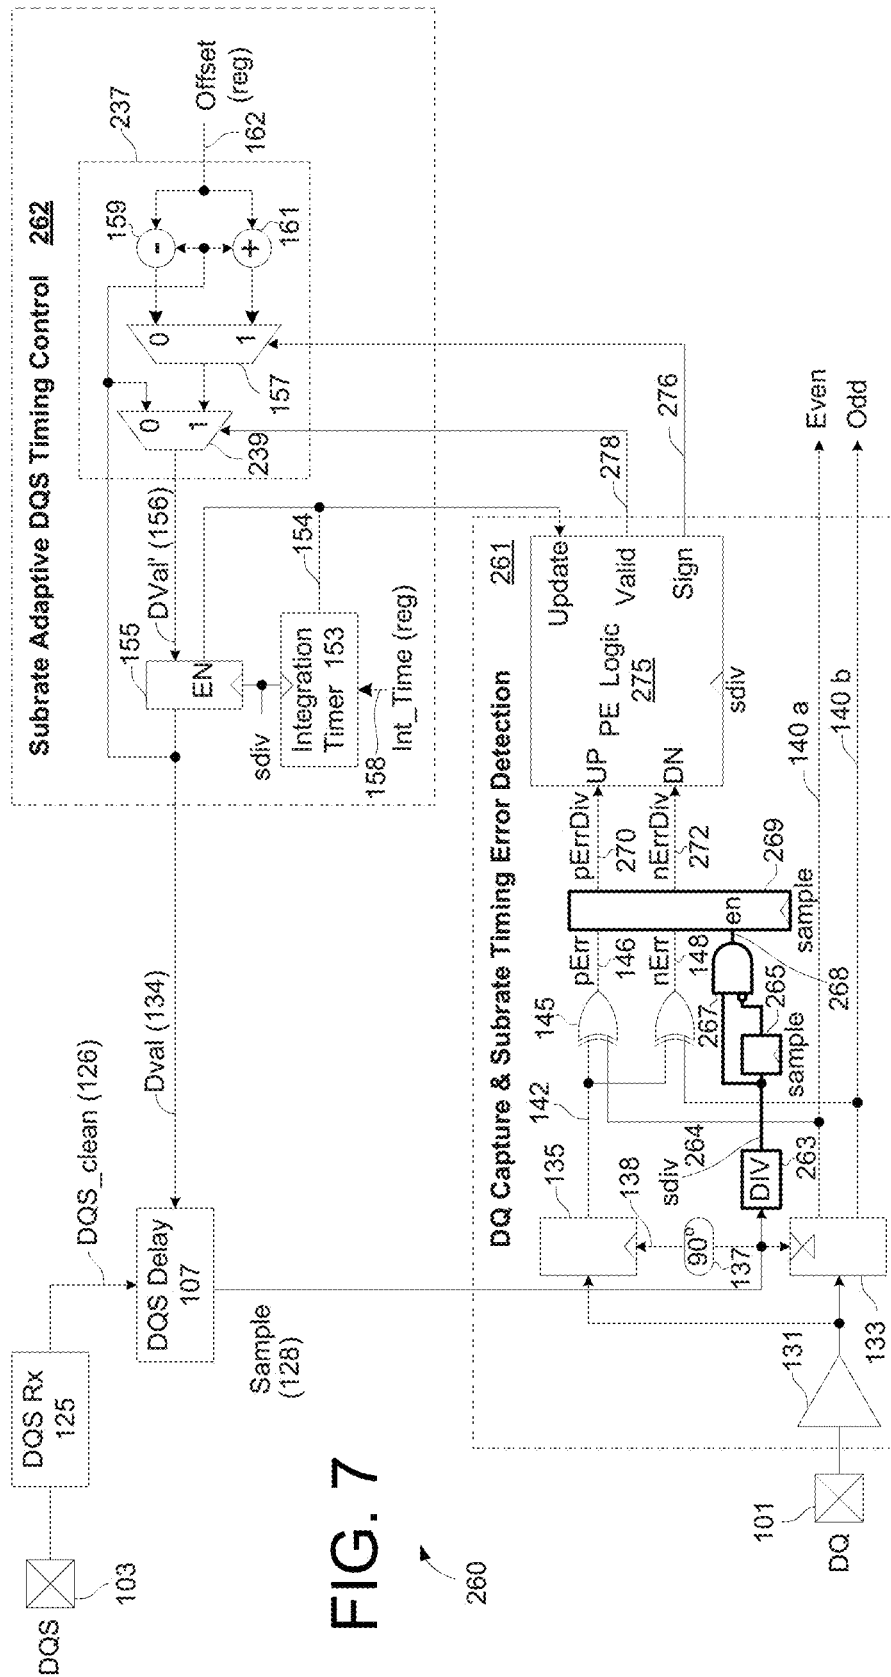 Subrate Adaptive DQS Timing Control 262
DQS
103
DQS Rx
125
DQS_clean (126)
DQS Delay
107
Sample
(128)
Dval (134)
155
EN
DVal' (156)
sdiv
Integration
Timer 153
154
158
Int_Time (reg)
0
1
239
0
1
157
-
159
+
161
237
162
Offset
(reg)
FIG. 7
260
DQ Capture & Subrate Timing Error Detection 261
101
DQ
131
133
135
90°
137
138
142
DIV
263
sdiv
264
145
pErr
146
nErr
148
267
265
sample
268
en
269
sample
pErrDiv
270
nErrDiv
272
UP
DN
PE Logic
275
sdiv
Update
Valid
Sign
278
276
140 a
140 b
Even
Odd